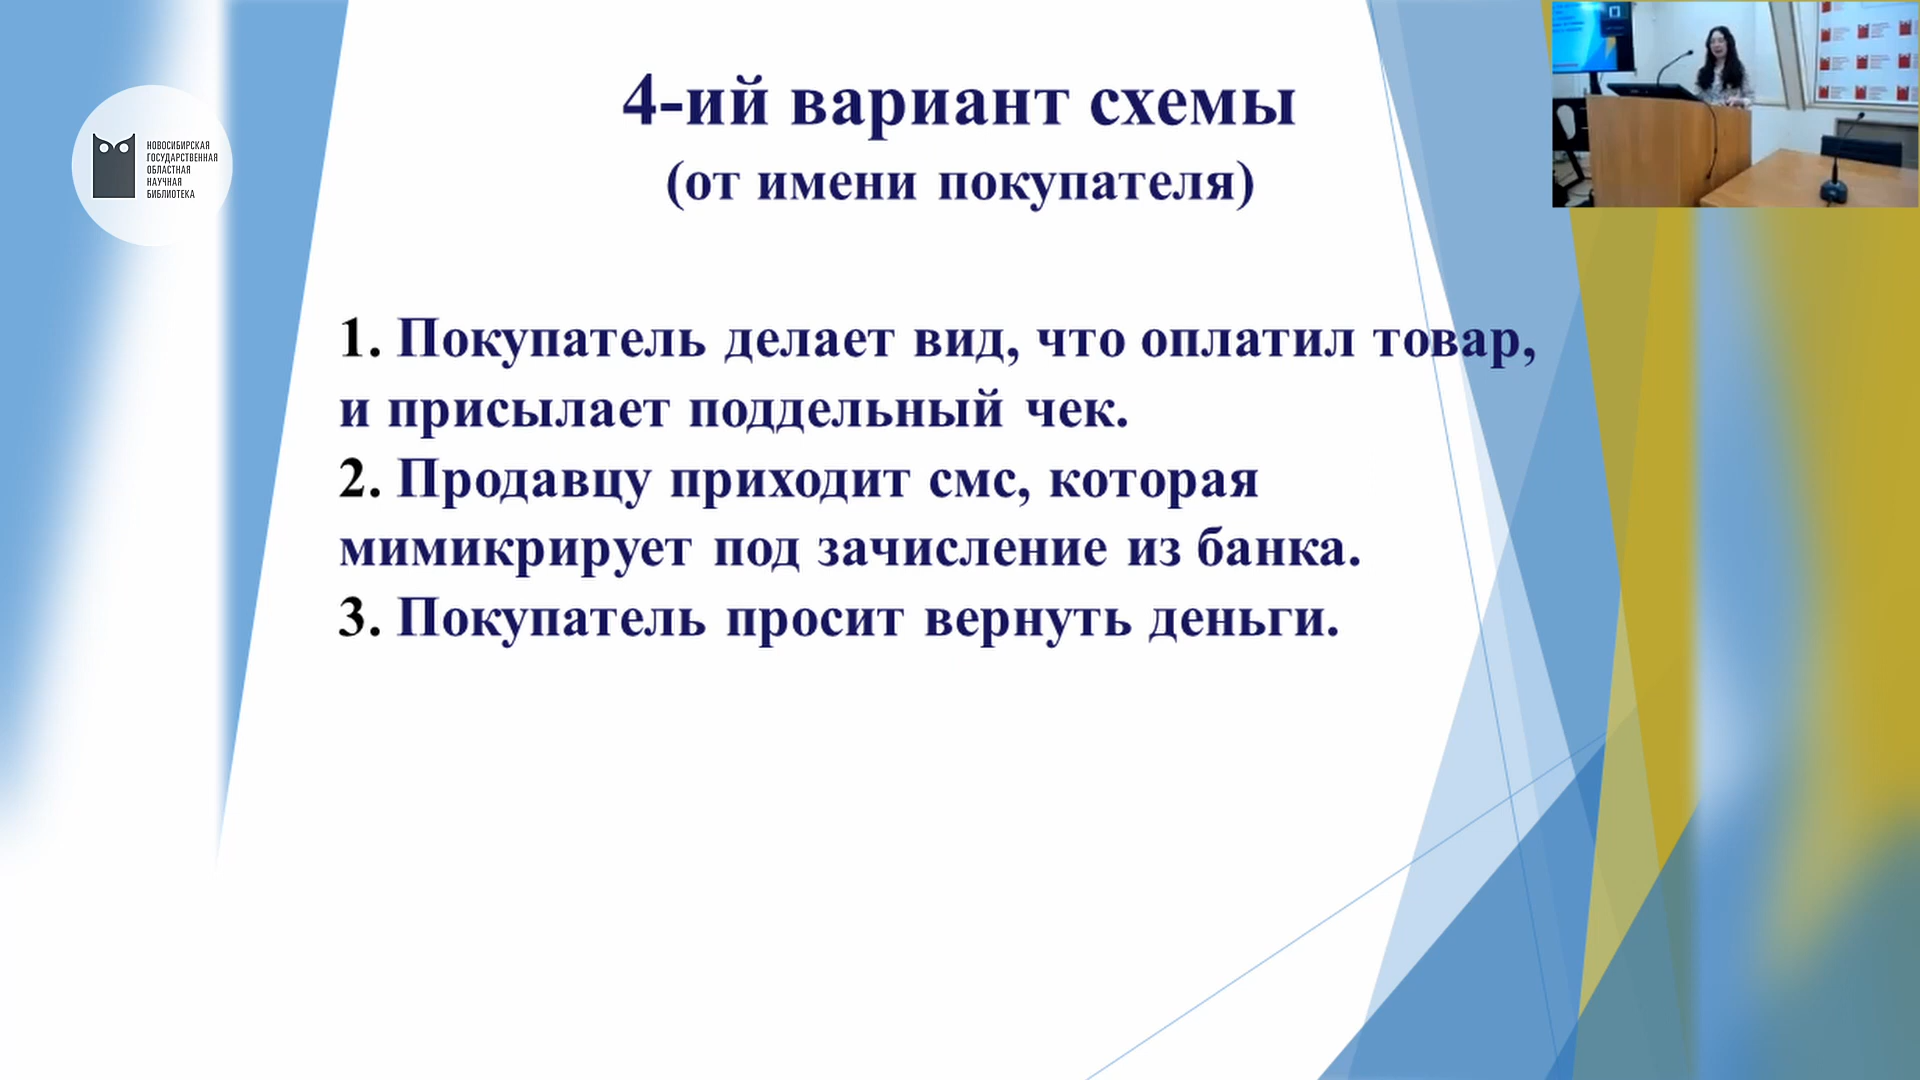 НОВОСИБИРСКАЯ
ГОСУДАРСТВЕННАЯ
ОБЛАСТНАЯ
НАУЧНАЯ
БИБЛИОТЕКА
4-ий вариант схемы
(от имени покупателя)
1. Покупатель делает вид, что оплатил товар,
и присылает поддельный чек.
2. Продавцу приходит смс, которая
мимикрирует под зачисление из банка.
3. Покупатель просит вернуть деньги.